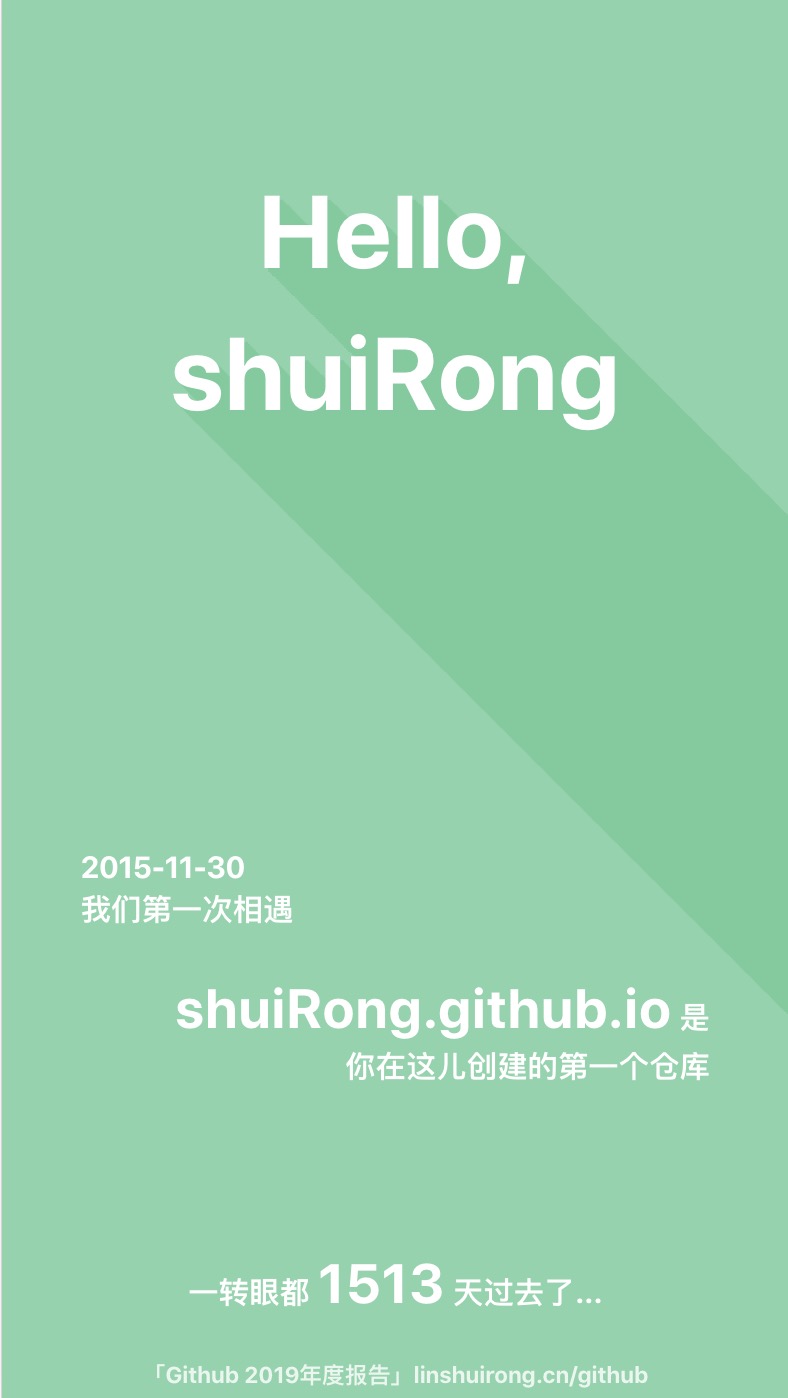 Hello,
shuiRong
2015-11-30
我们第一次相遇
shuiRong.github.io 是
你在这儿创建的第一个仓库
一转眼都 1513 天过去了...
「Github 2019年度报告」linshuirong.cn/github